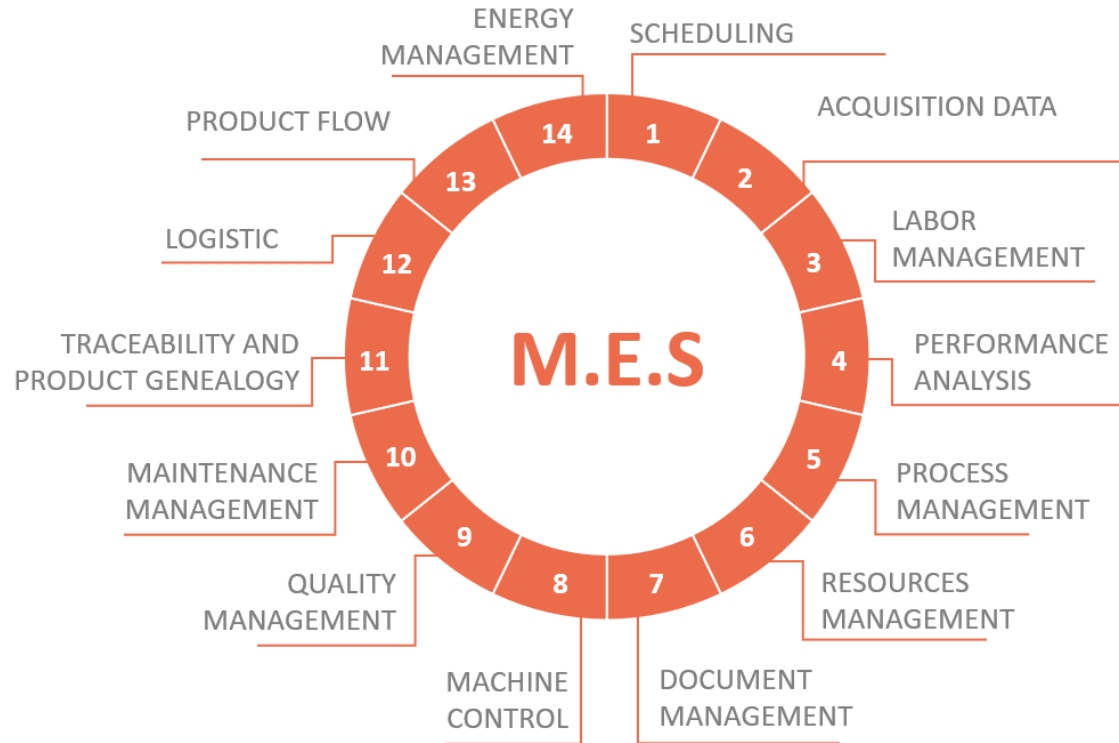 ENERGY
MANAGEMENT
SCHEDULING
ACQUISITION DATA
LABOR
MANAGEMENT
PERFORMANCE
ANALYSIS
PROCESS
MANAGEMENT
RESOURCES
MANAGEMENT
DOCUMENT
MANAGEMENT
MACHINE
CONTROL
QUALITY
MANAGEMENT
MAINTENANCE
MANAGEMENT
TRACEABILITY AND
PRODUCT GENEALOGY
LOGISTIC
PRODUCT FLOW
1
2
3
4
5
6
7
8
9
10
11
12
13
14
M.E.S